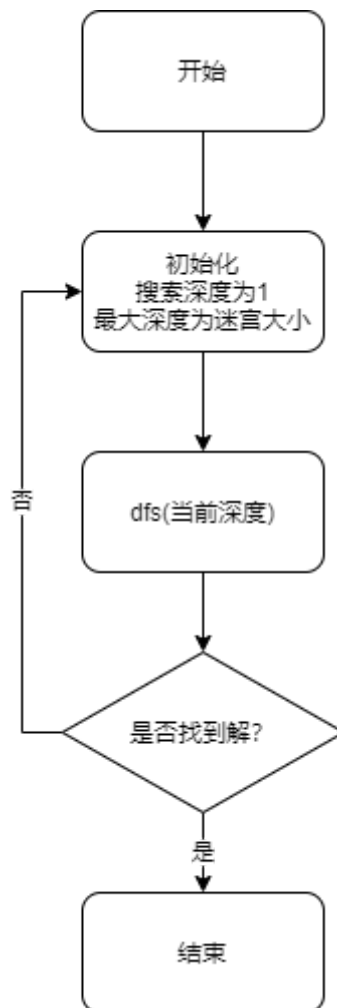 开始
初始化
搜索深度为1
最大深度为迷宫大小
否
dfs(当前深度)
是否找到解?
是
结束